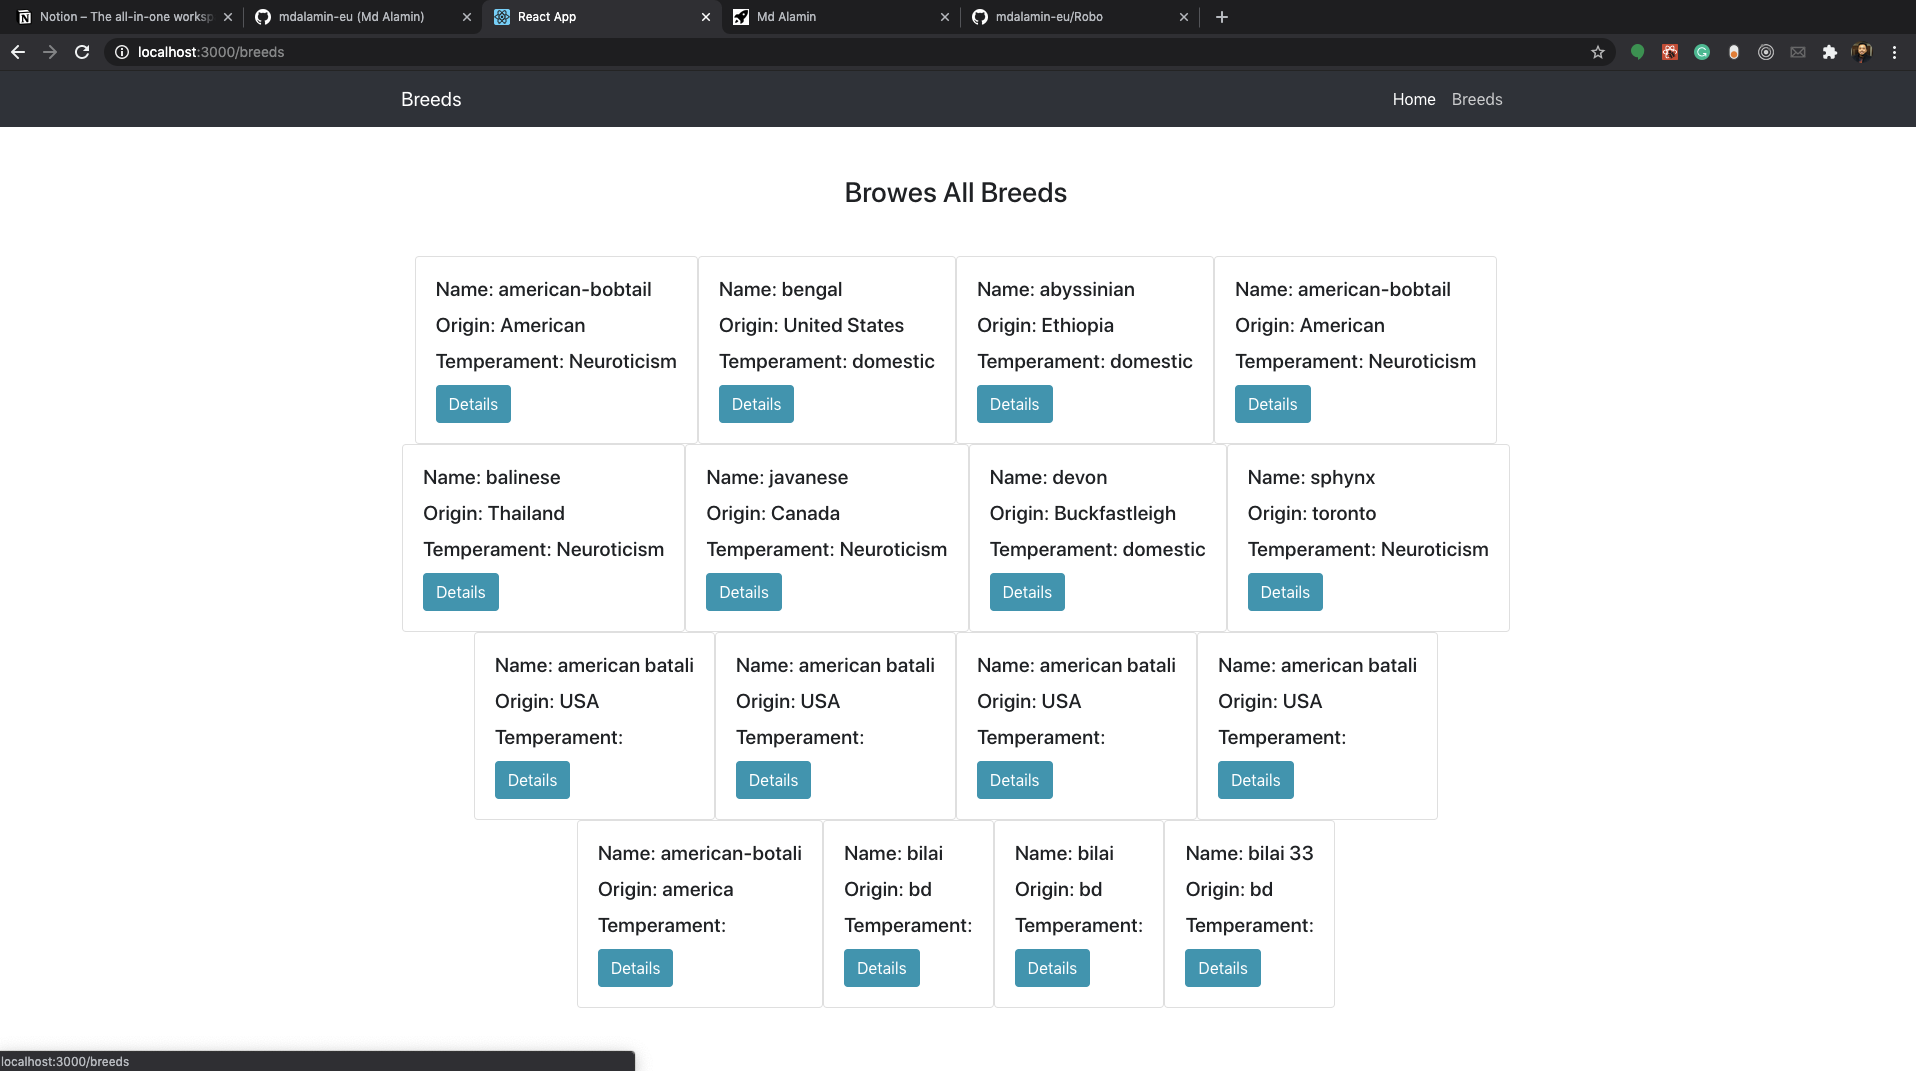 Notion – The all-in-one worksp
mdalamin-eu (Md Alamin)
React App
Md Alamin
mdalamin-eu/Robo
localhost:3000/breeds
Breeds
Home Breeds
Browes All Breeds
Name: american-bobtail
Origin: American
Temperament: Neuroticism
Details
Name: bengal
Origin: United States
Temperament: domestic
Details
Name: abyssinian
Origin: Ethiopia
Temperament: domestic
Details
Name: american-bobtail
Origin: American
Temperament: Neuroticism
Details
Name: balinese
Origin: Thailand
Temperament: Neuroticism
Details
Name: javanese
Origin: Canada
Temperament: Neuroticism
Details
Name: devon
Origin: Buckfastleigh
Temperament: domestic
Details
Name: sphynx
Origin: toronto
Temperament: Neuroticism
Details
Name: american batali
Origin: USA
Temperament:
Details
Name: american batali
Origin: USA
Temperament:
Details
Name: american batali
Origin: USA
Temperament:
Details
Name: american batali
Origin: USA
Temperament:
Details
Name: american-botali
Origin: america
Temperament:
Details
Name: bilai
Origin: bd
Temperament:
Details
Name: bilai
Origin: bd
Temperament:
Details
Name: bilai 33
Origin: bd
Temperament:
Details
localhost:3000/breeds